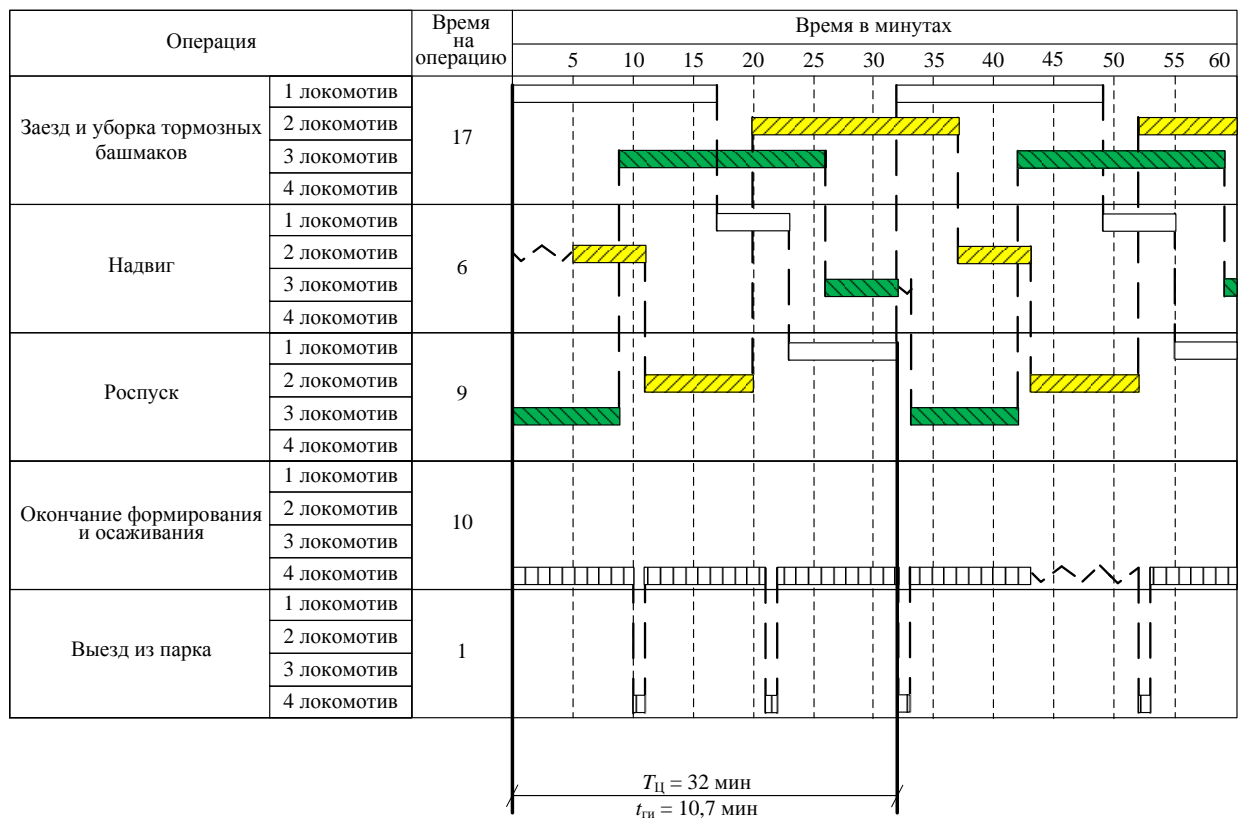 Операция
Время
на
операцию
Время в минутах
5 10 15 20 25 30 35 40 45 50 55 60
Заезд и уборка тормозных
башмаков
1 локомотив
2 локомотив
3 локомотив
4 локомотив
17
Надвиг
1 локомотив
2 локомотив
3 локомотив
4 локомотив
6
Роспуск
1 локомотив
2 локомотив
3 локомотив
4 локомотив
9
Окончание формирования
и осаживания
1 локомотив
2 локомотив
3 локомотив
4 локомотив
10
Выезд из парка
1 локомотив
2 локомотив
3 локомотив
4 локомотив
1
TЦ = 32 мин
tги = 10,7 мин